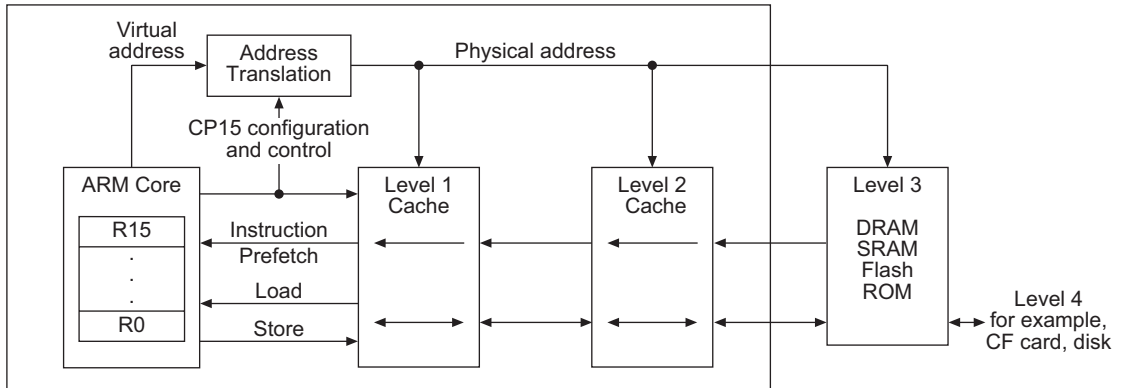 Virtual
address
Address
Translation
Physical address
CP15 configuration
and control
ARM Core
R15
.
.
.
R0
Instruction
Prefetch
Load
Store
Level 1
Cache
Level 2
Cache
Level 3
DRAM
SRAM
Flash
ROM
Level 4
for example,
CF card, disk